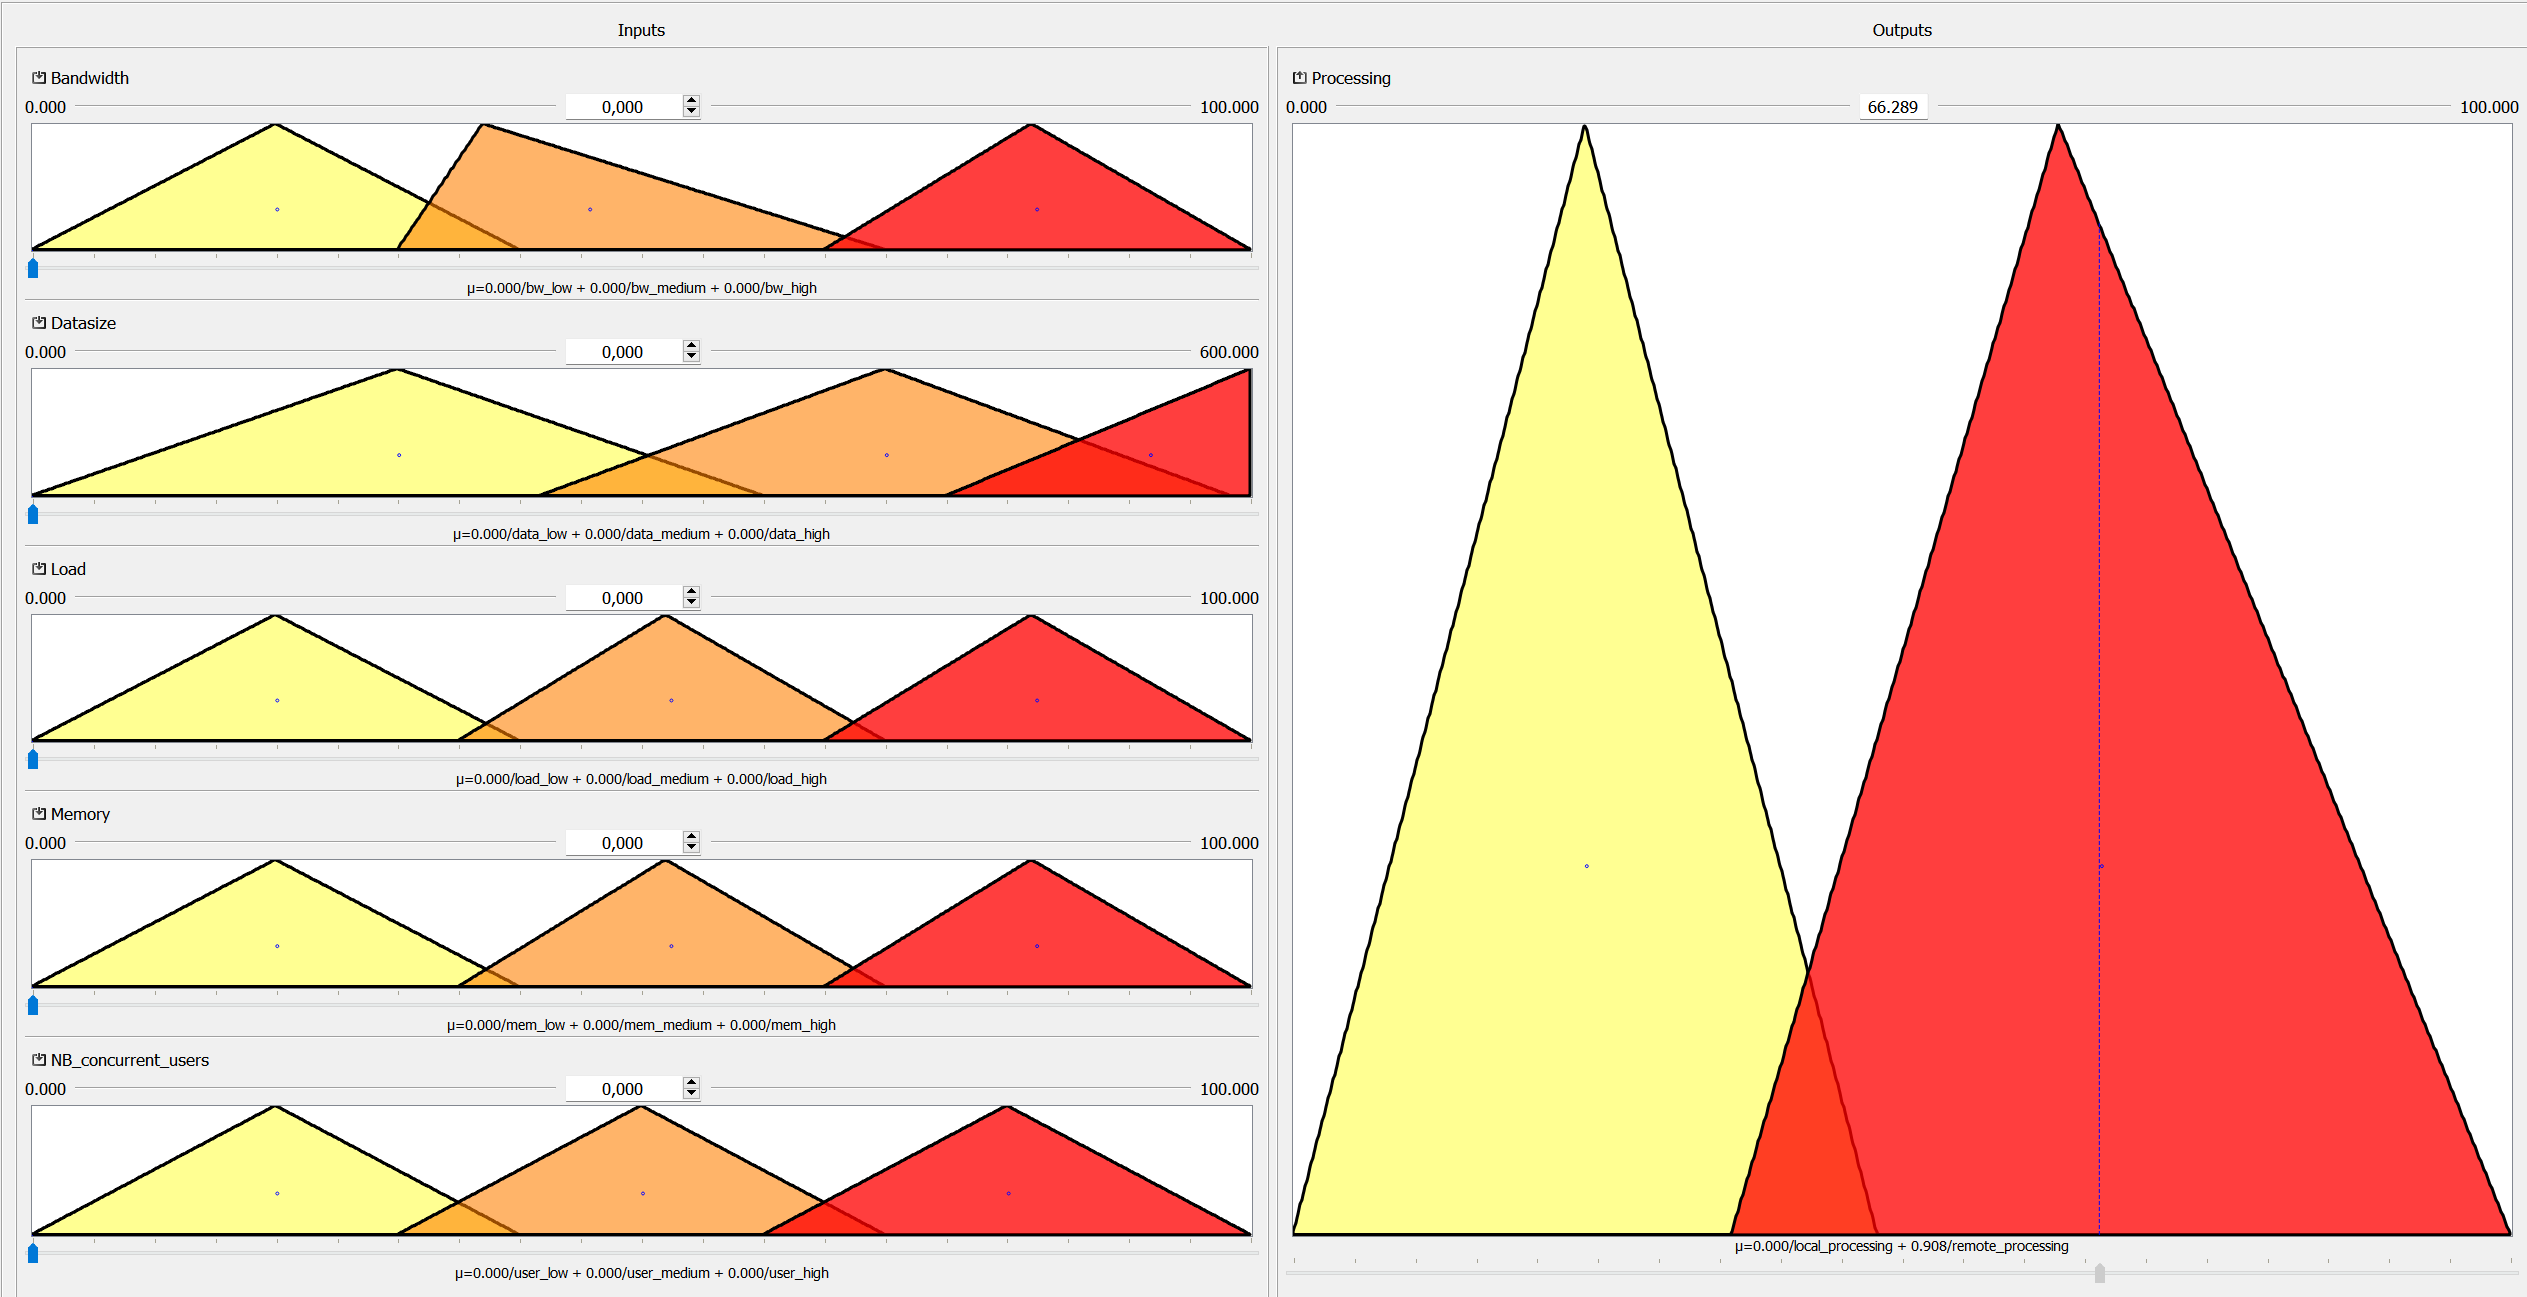 Inputs
Bandwidth
0.000 0,000 100.000
µ=0.000/bw_low + 0.000/bw_medium + 0.000/bw_high
Datasize
0.000 0,000 600.000
µ=0.000/data_low + 0.000/data_medium + 0.000/data_high
Load
0.000 0,000 100.000
µ=0.000/load_low + 0.000/load_medium + 0.000/load_high
Memory
0.000 0,000 100.000
µ=0.000/mem_low + 0.000/mem_medium + 0.000/mem_high
NB_concurrent_users
0.000 0,000 100.000
µ=0.000/user_low + 0.000/user_medium + 0.000/user_high
Outputs
Processing
0.000 66.289 100.000
µ=0.000/local_processing + 0.908/remote_processing